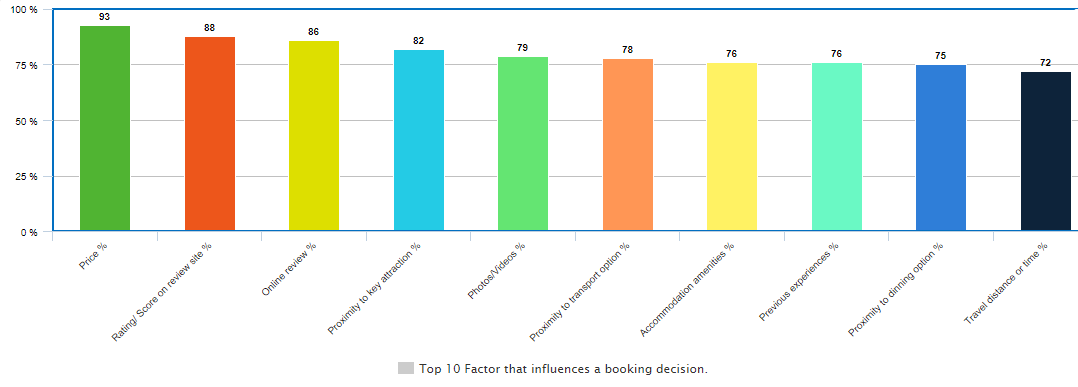 100 %
75 %
50 %
25 %
0 %
93
88
86
82
79
78
76
76
75
72
Price %
Rating/ Score on review site %
Online review %
Proximity to key attraction %
Photos/Videos %
Proximity to transport option %
Accommodation amenities %
Previous experiences %
Proximity to dinning option %
Travel distance or time %
Top 10 Factor that influences a booking decision.